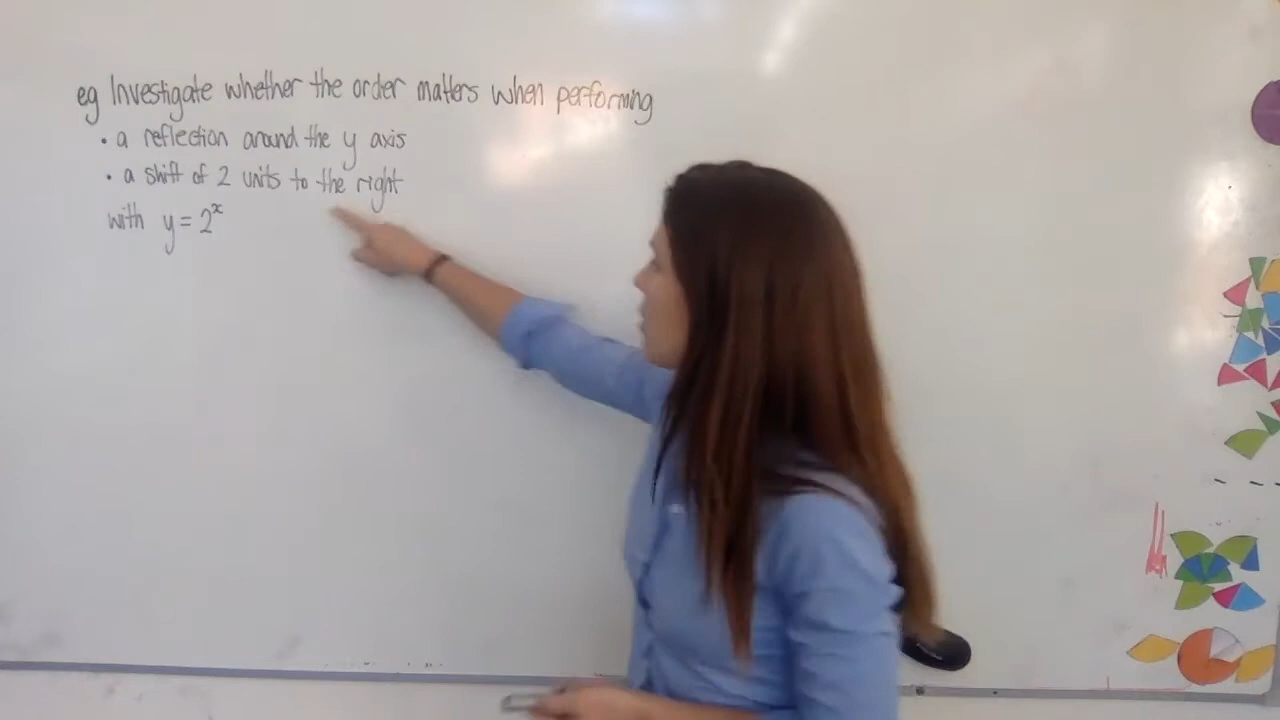 eg Investigate whether the order matters when performing
• a reflection around the y axis
• a shift of 2 units to the right
with y = 2ˣ